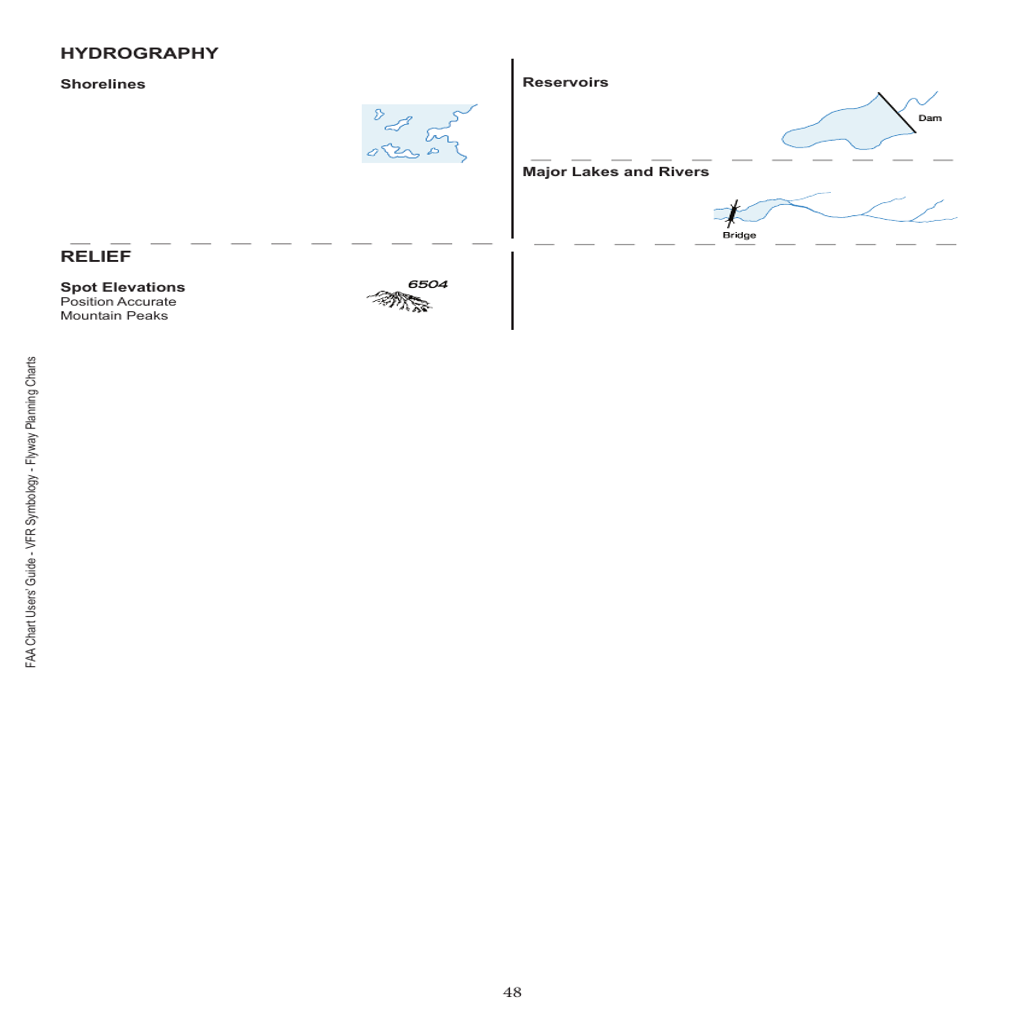 HYDROGRAPHY
Shorelines
Reservoirs
Dam
Major Lakes and Rivers
Bridge
RELIEF
Spot Elevations
Position Accurate
Mountain Peaks
6504
FAA Chart Users' Guide - VFR Symbology - Flyway Planning Charts
48